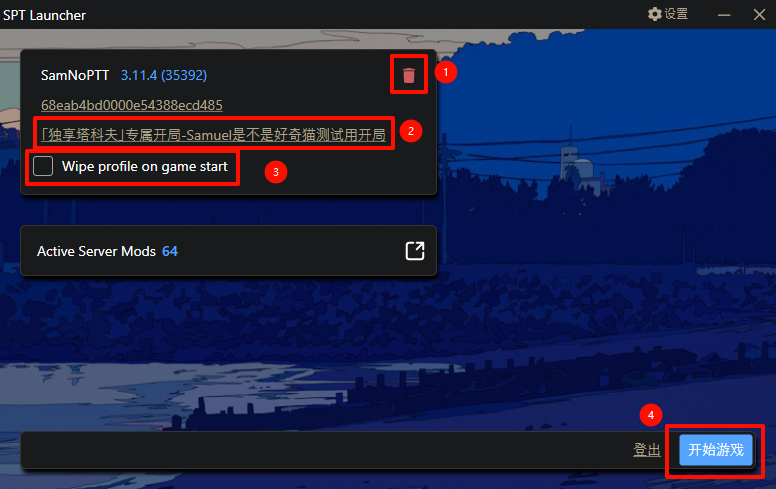 SPT Launcher
设置
SamNoPTT 3.11.4 (35392)
1
68eab4bd0000e54388ecd485
「独享塔科夫」专属开局-Samuel是不是好奇猫测试用开局
2
Wipe profile on game start
3
Active Server Mods 64
4
登出
开始游戏